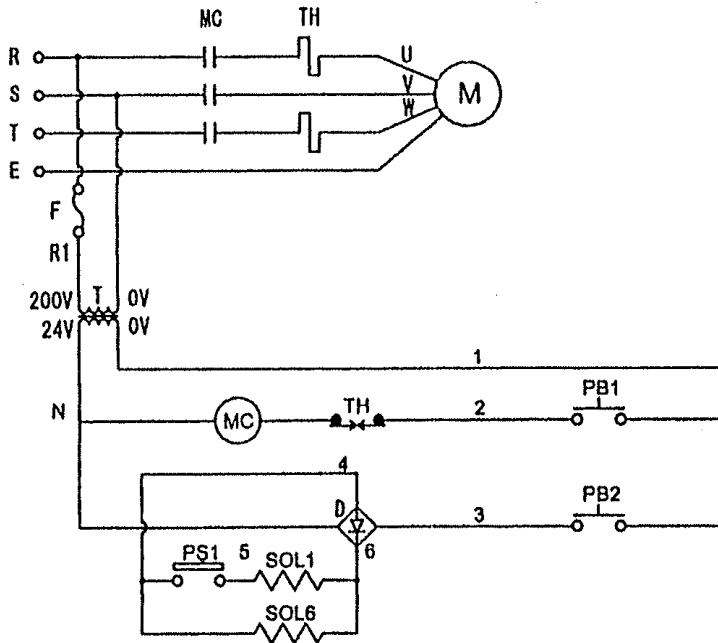 MC TH
R U
S V M
T W
E
F
R1
200V T 0V
24V 0V
1
PB1
N MC TH 2
4
D 3 PB2
PS1 5 SOL1 6
SOL6